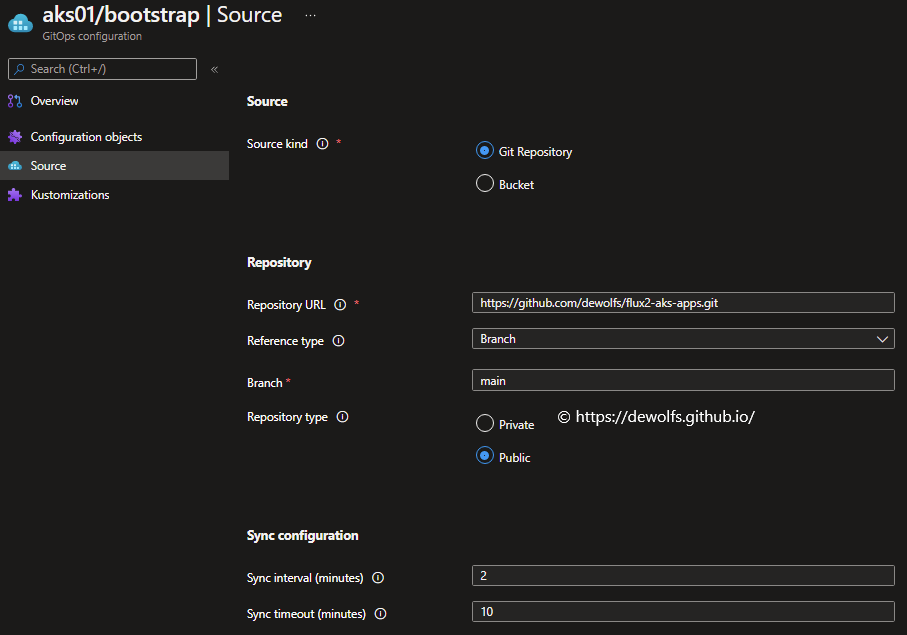 aks01/bootstrap | Source ...
GitOps configuration
Search (Ctrl+/) «
Overview
Configuration objects
Source
Kustomizations
Source
Source kind *
Git Repository
Bucket
Repository
Repository URL *
https://github.com/dewolfs/flux2-aks-apps.git
Reference type
Branch
Branch *
main
Repository type
Private
© https://dewolfs.github.io/
Public
Sync configuration
Sync interval (minutes)
2
Sync timeout (minutes)
10